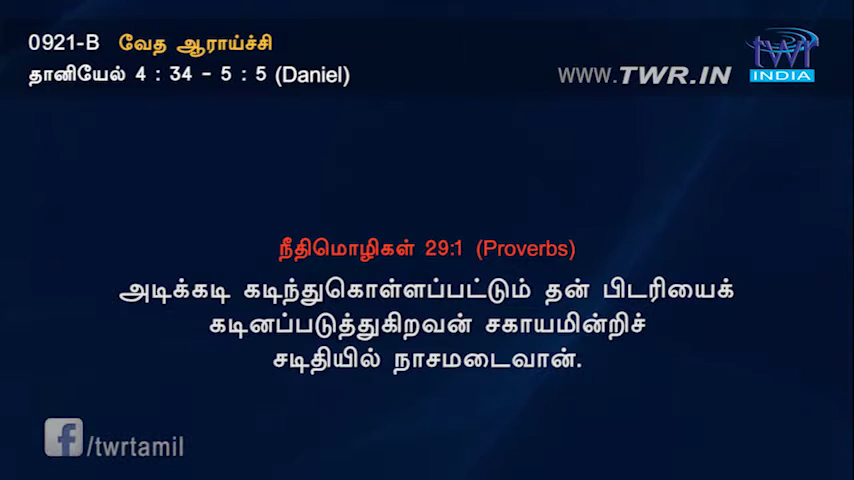 0921-B வேத ஆராய்ச்சி
தானியேல் 4 : 34 - 5 : 5 (Daniel)
WWW.TWR.IN
twr
INDIA
நீதிமொழிகள் 29:1 (Proverbs)
அடிக்கடி கடிந்துகொள்ளப்பட்டும் தன் பிடரியைக்
கடினப்படுத்துகிறவன் சகாயமின்றிச்
சடிதியில் நாசமடைவான்.
f/twrtamil